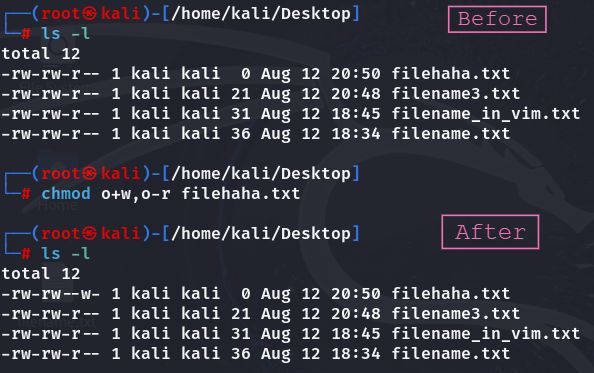 ┌──(root㉿kali)-[/home/kali/Desktop]
Before
└─# ls -l
total 12
-rw-rw-r-- 1 kali kali  0 Aug 12 20:50 filehaha.txt
-rw-rw-r-- 1 kali kali 21 Aug 12 20:48 filename3.txt
-rw-rw-r-- 1 kali kali 31 Aug 12 18:45 filename_in_vim.txt
-rw-rw-r-- 1 kali kali 36 Aug 12 18:34 filename.txt
┌──(root㉿kali)-[/home/kali/Desktop]
└─# chmod o+w,o-r filehaha.txt
┌──(root㉿kali)-[/home/kali/Desktop]
After
└─# ls -l
total 12
-rw-rw--w- 1 kali kali  0 Aug 12 20:50 filehaha.txt
-rw-rw-r-- 1 kali kali 21 Aug 12 20:48 filename3.txt
-rw-rw-r-- 1 kali kali 31 Aug 12 18:45 filename_in_vim.txt
-rw-rw-r-- 1 kali kali 36 Aug 12 18:34 filename.txt